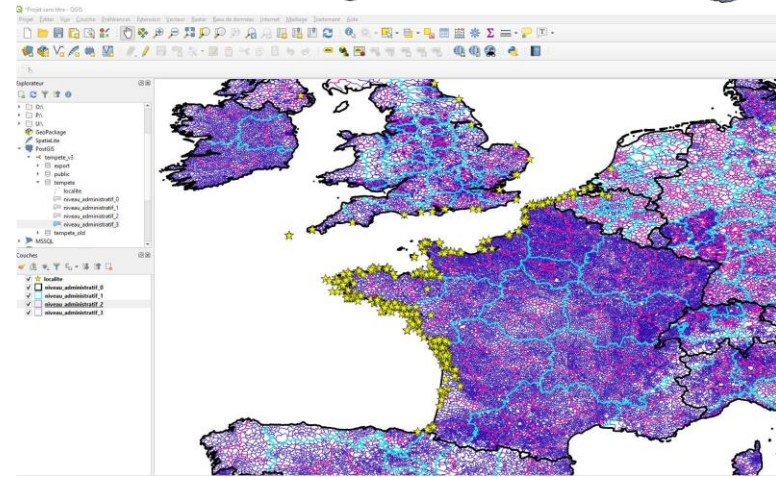 *Projet sans titre - QGIS
Projet Éditer Vue Couche Préférences Extension Vecteur Raster Base de données Internet Maillage Traitement Aide
Explorateur
O:\
P:\
U:\
GeoPackage
SpatiaLite
PostGIS
tempete_v3
export
public
tempete
localite
niveau_administratif_0
niveau_administratif_1
niveau_administratif_2
niveau_administratif_3
tempete_old
MSSQL
Couches
localite
niveau_administratif_0
niveau_administratif_1
niveau_administratif_2
niveau_administratif_3